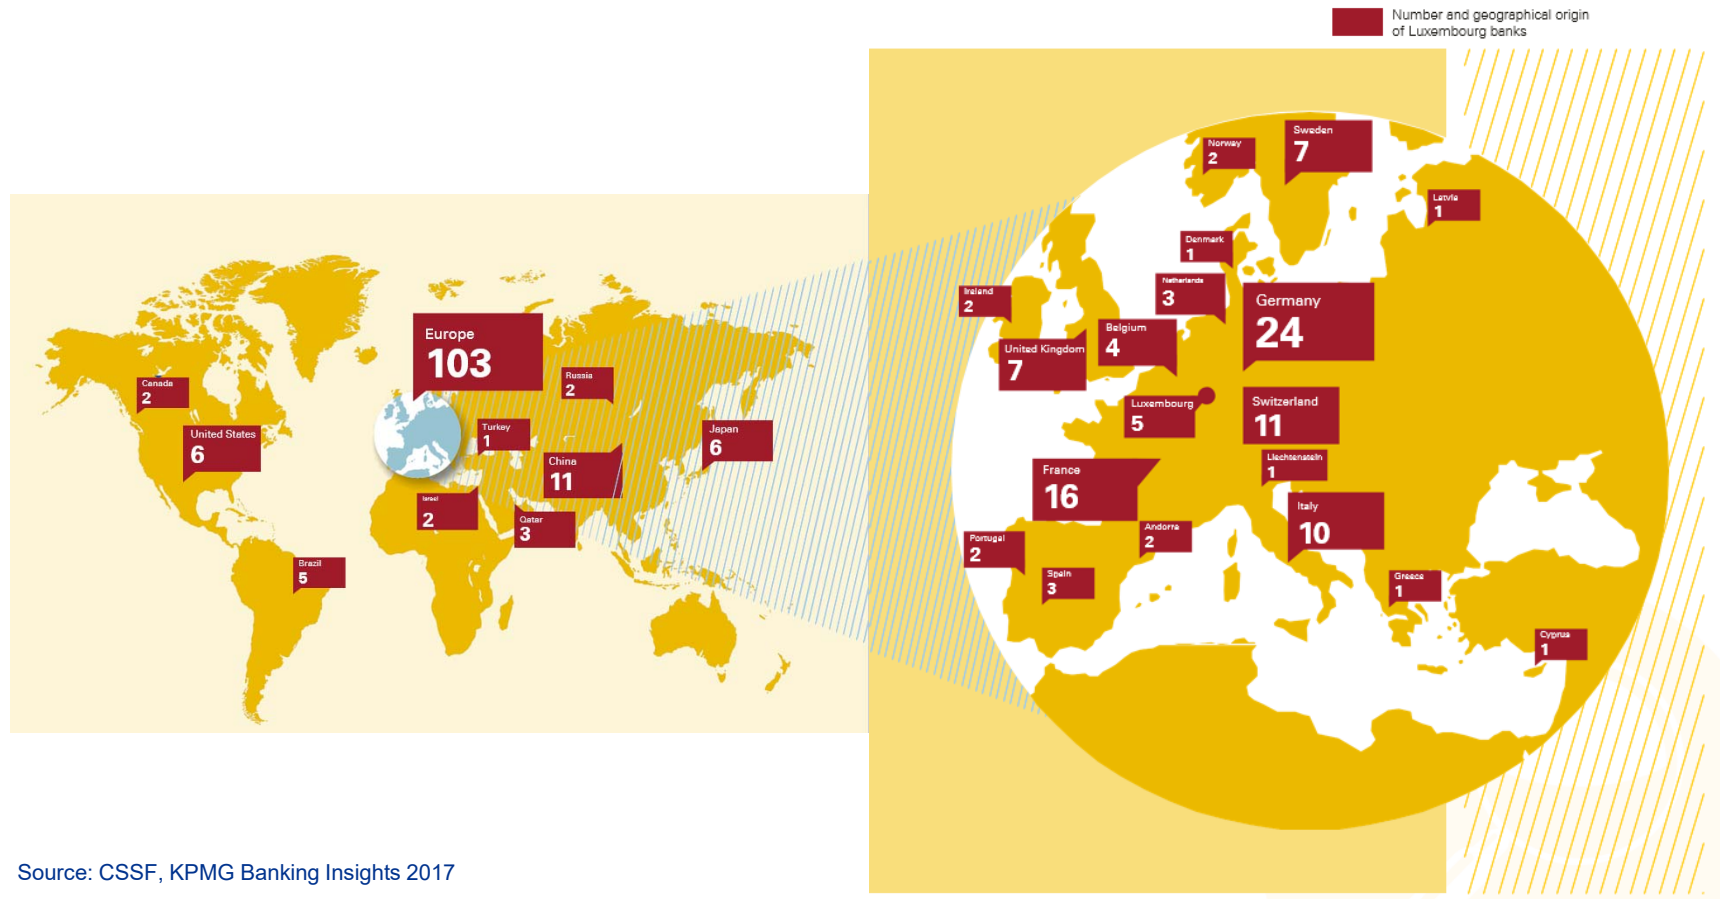 Number and geographical origin
of Luxembourg banks
Canada
2
United States
6
Brazil
5
Europe
103
Russia
2
Turkey
1
China
11
Japan
6
Israel
2
Qatar
3
Norway
2
Sweden
7
Latvia
1
Denmark
1
Netherlands
3
Ireland
2
Germany
24
Belgium
4
United Kingdom
7
Luxembourg
5
Switzerland
11
Liechtenstein
1
France
16
Italy
10
Andorra
2
Portugal
2
Spain
3
Greece
1
Cyprus
1
Source: CSSF, KPMG Banking Insights 2017